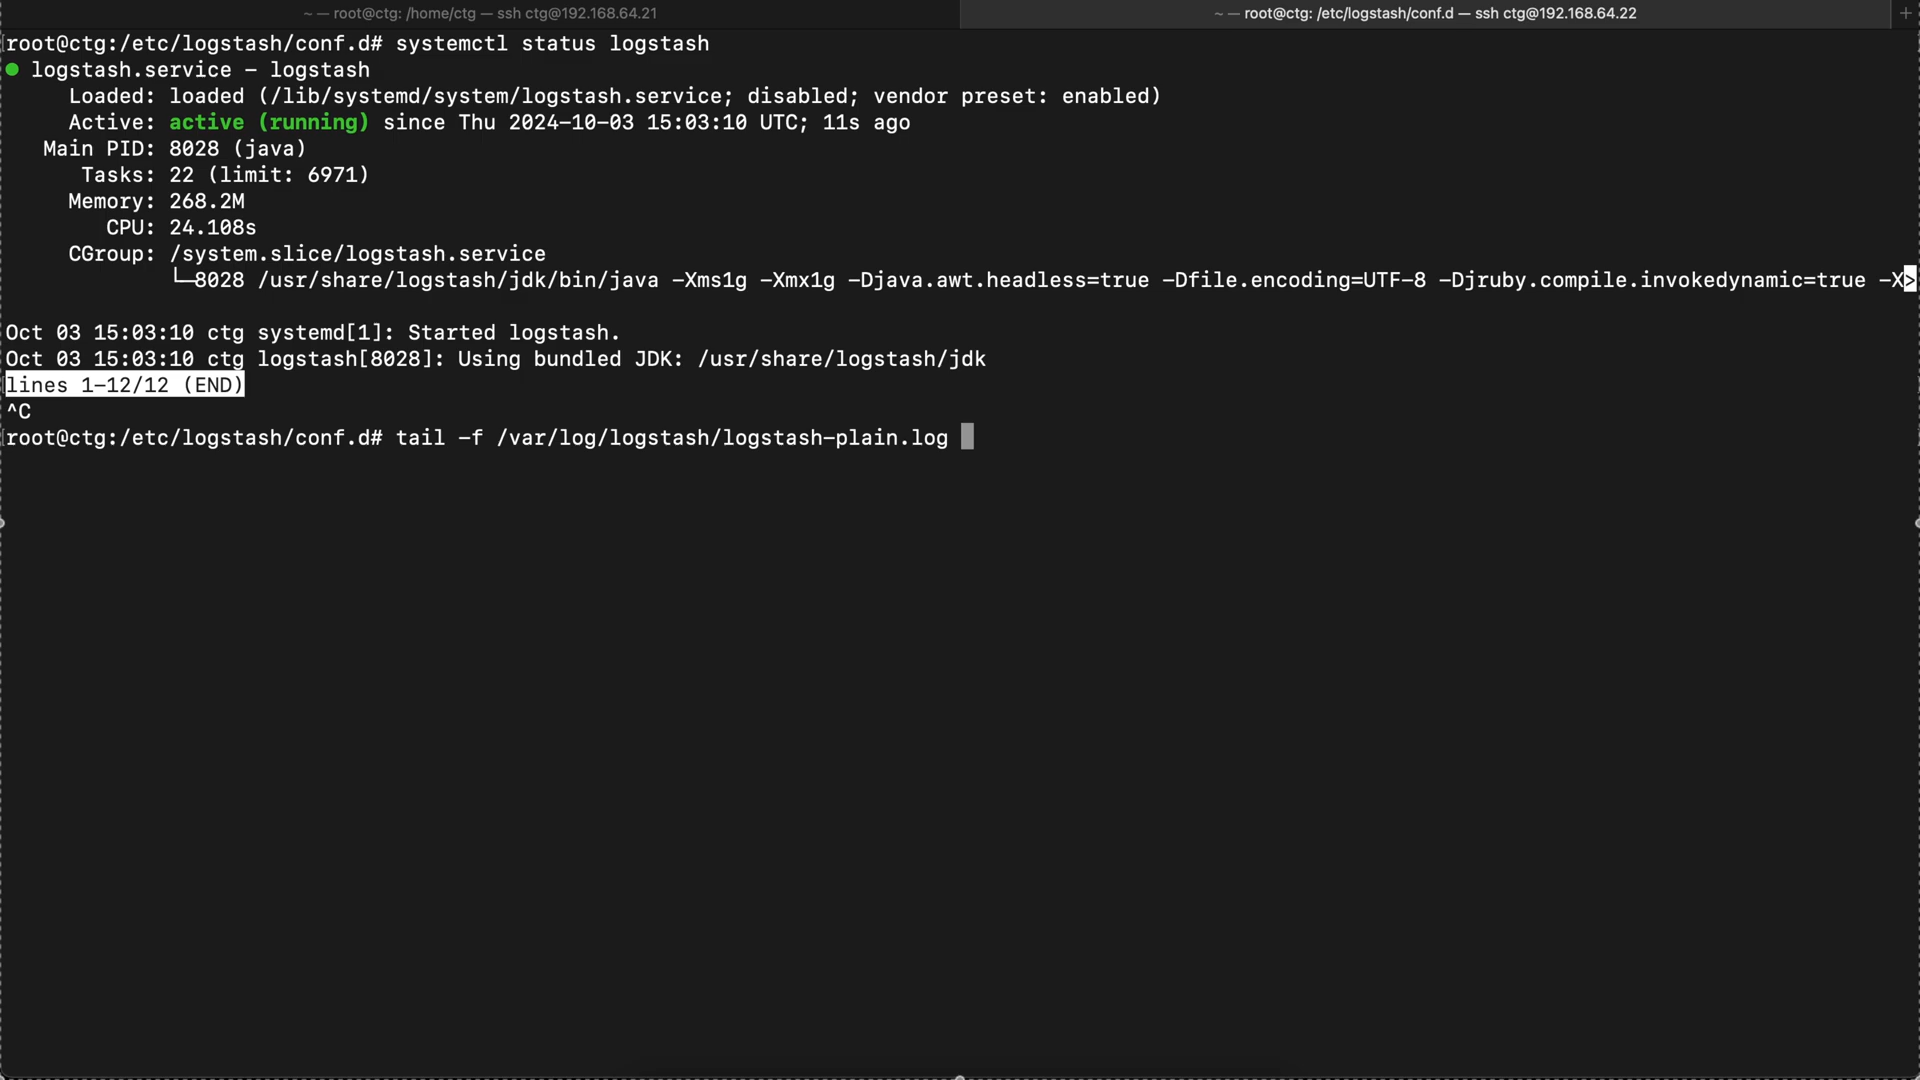 ~ — root@ctg: /home/ctg — ssh ctg@192.168.64.21
~ — root@ctg: /etc/logstash/conf.d — ssh ctg@192.168.64.22
+
root@ctg:/etc/logstash/conf.d# systemctl status logstash
● logstash.service - logstash
Loaded: loaded (/lib/systemd/system/logstash.service; disabled; vendor preset: enabled)
Active: active (running) since Thu 2024-10-03 15:03:10 UTC; 11s ago
Main PID: 8028 (java)
Tasks: 22 (limit: 6971)
Memory: 268.2M
CPU: 24.108s
CGroup: /system.slice/logstash.service
└─8028 /usr/share/logstash/jdk/bin/java -Xms1g -Xmx1g -Djava.awt.headless=true -Dfile.encoding=UTF-8 -Djruby.compile.invokedynamic=true -X>
Oct 03 15:03:10 ctg systemd[1]: Started logstash.
Oct 03 15:03:10 ctg logstash[8028]: Using bundled JDK: /usr/share/logstash/jdk
lines 1-12/12 (END)
^C
root@ctg:/etc/logstash/conf.d# tail -f /var/log/logstash/logstash-plain.log